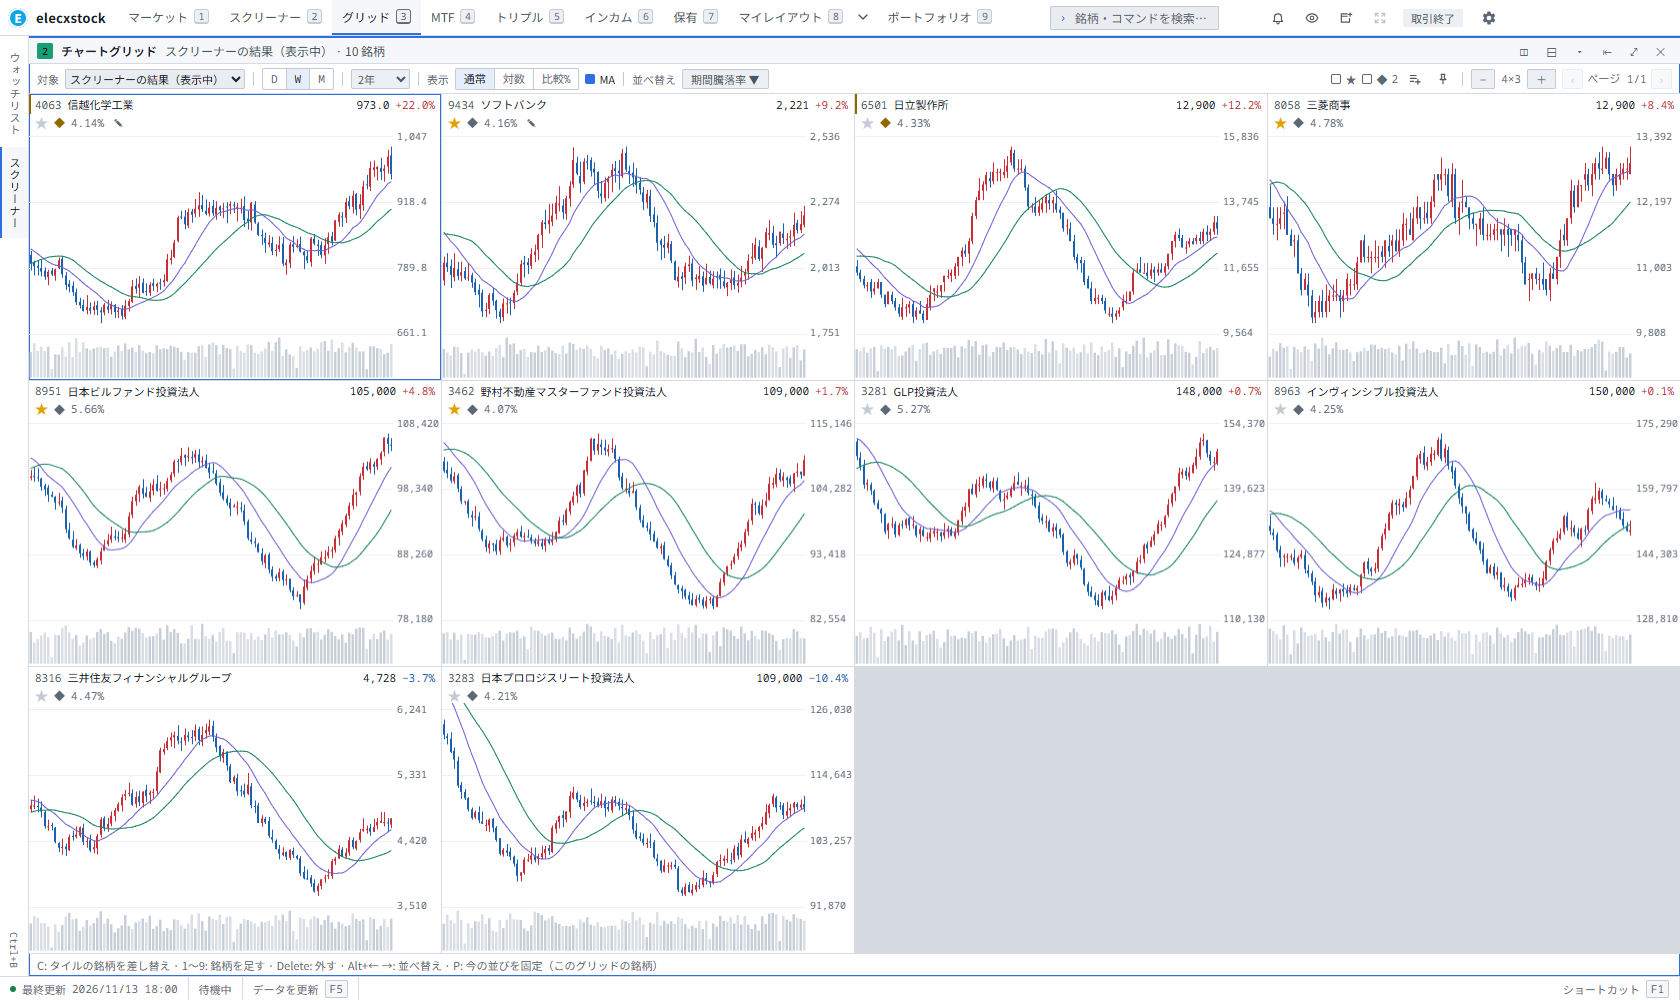 E elecxstock マーケット 1 スクリーナー 2 グリッド 3 MTF 4 トリプル 5 インカム 6 保有 7 マイレイアウト 8 ポートフォリオ 9 › 銘柄・コマンドを検索… 取引終了
ウォッチリスト
スクリーナー
Ctrl+B
2 チャートグリッド スクリーナーの結果（表示中）・10 銘柄
対象 スクリーナーの結果（表示中） D W M 2年 表示 通常 対数 比較% MA 並べ替え 期間騰落率 ▼ ★ ◆ 2 − 4×3 + ‹ ページ 1/1 ›
4063 信越化学工業 973.0 +22.0%
★ ◆ 4.14%
1,047
918.4
789.8
661.1
9434 ソフトバンク 2,221 +9.2%
★ ◆ 4.16%
2,536
2,274
2,013
1,751
6501 日立製作所 12,900 +12.2%
★ ◆ 4.33%
15,836
13,745
11,655
9,564
8058 三菱商事 12,900 +8.4%
★ ◆ 4.78%
13,392
12,197
11,003
9,808
8951 日本ビルファンド投資法人 105,000 +4.8%
★ ◆ 5.66%
108,420
98,340
88,260
78,180
3462 野村不動産マスターファンド投資法人 109,000 +1.7%
★ ◆ 4.07%
115,146
104,282
93,418
82,554
3281 GLP投資法人 148,000 +0.7%
★ ◆ 5.27%
154,370
139,623
124,877
110,130
8963 インヴィンシブル投資法人 150,000 +0.1%
★ ◆ 4.25%
175,290
159,797
144,303
128,810
8316 三井住友フィナンシャルグループ 4,728 −3.7%
★ ◆ 4.47%
6,241
5,331
4,420
3,510
3283 日本プロロジスリート投資法人 109,000 −10.4%
★ ◆ 4.21%
126,030
114,643
103,257
91,870
C: タイルの銘柄を差し替え · 1〜9: 銘柄を足す · Delete: 外す · Alt+← →: 並べ替え · P: 今の並びを固定（このグリッドの銘柄）
最終更新 2026/11/13 18:00 待機中 データを更新 F5 ショートカット F1